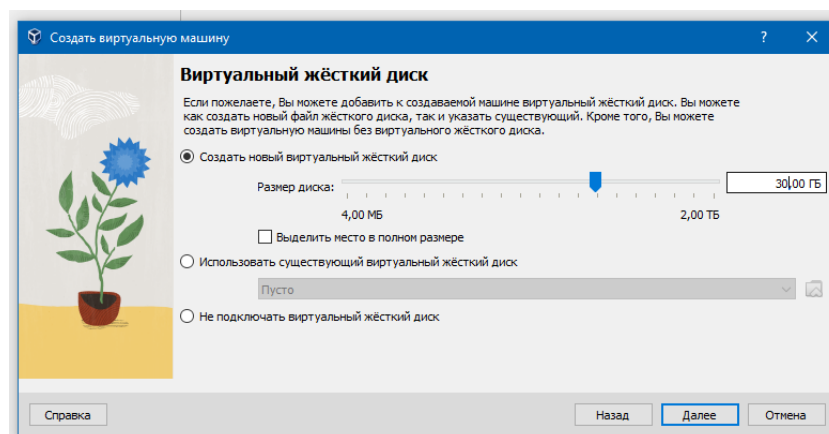 Создать виртуальную машину
Виртуальный жёсткий диск
Если пожелаете, Вы можете добавить к создаваемой машине виртуальный жёсткий диск. Вы можете
как создать новый файл жёсткого диска, так и указать существующий. Кроме того, Вы можете
создать виртуальную машины без виртуального жёсткого диска.
Создать новый виртуальный жёсткий диск
Размер диска:
30,00 ГБ
4,00 МБ
2,00 ТБ
Выделить место в полном размере
Использовать существующий виртуальный жёсткий диск
Пусто
Не подключать виртуальный жёсткий диск
Справка
Назад
Далее
Отмена